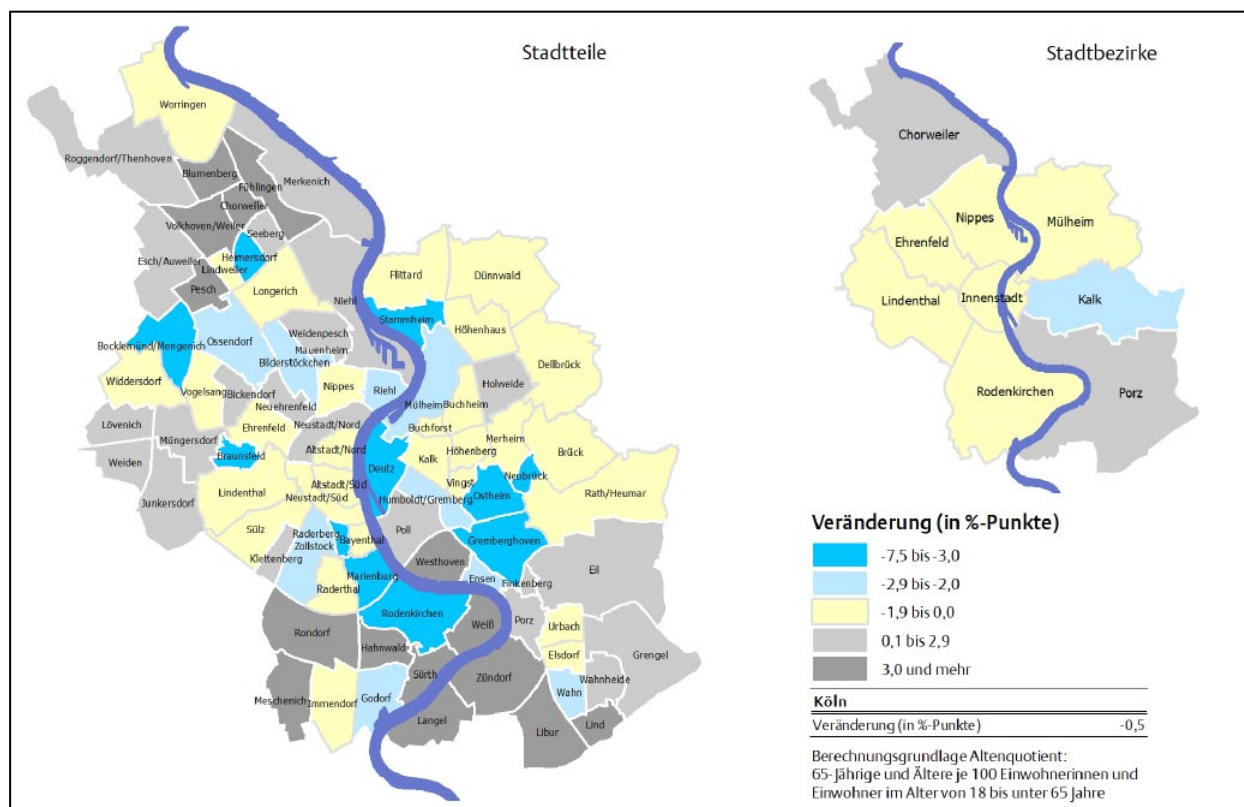 Stadtteile
Worringen
Roggendorf/Thenhoven
Blumenberg
Fühlingen
Merkenich
Chorweiler
Volkhoven/Weiler
Seeberg
Heimersdorf
Esch/Auweiler
Lindweiler
Pesch
Longerich
Niehl
Flittard
Dünnwald
Stammheim
Höhenhaus
Ossendorf
Weidenpesch
Mauenheim
Bocklemünd/Mengenich
Bilderstöckchen
Dellbrück
Widdersdorf
Vogelsang
Nippes
Riehl
Holweide
Bickendorf
Neuehrenfeld
Mülheim
Buchheim
Lövenich
Müngersdorf
Ehrenfeld
Neustadt/Nord
Buchforst
Merheim
Braunsfeld
Altstadt/Nord
Kalk
Höhenberg
Brück
Weiden
Deutz
Neubrück
Lindenthal
Altstadt/Süd
Neustadt/Süd
Vingst
Ostheim
Rath/Heumar
Junkersdorf
Humboldt/Gremberg
Sülz
Raderberg
Zollstock
Bayenthal
Poll
Gremberghoven
Klettenberg
Westhoven
Eil
Raderthal
Marienburg
Ensen
Finkenberg
Rodenkirchen
Weiß
Porz
Urbach
Rondorf
Hahnwald
Elsdorf
Grengel
Sürth
Zündorf
Wahn
Wahnheide
Meschenich
Immendorf
Godorf
Langel
Libur
Lind
Stadtbezirke
Chorweiler
Nippes
Mülheim
Ehrenfeld
Lindenthal
Innenstadt
Kalk
Rodenkirchen
Porz
Veränderung (in %-Punkte)
-7,5 bis -3,0
-2,9 bis -2,0
-1,9 bis 0,0
0,1 bis 2,9
3,0 und mehr
Köln
Veränderung (in %-Punkte) -0,5
Berechnungsgrundlage Altenquotient:
65-Jährige und Ältere je 100 Einwohnerinnen und
Einwohner im Alter von 18 bis unter 65 Jahre